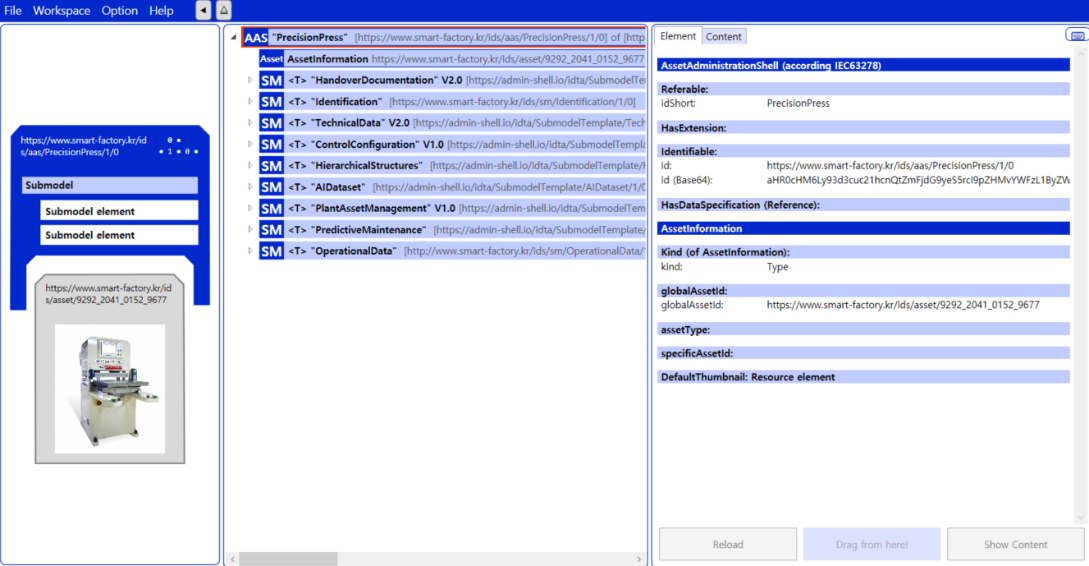 File Workspace Option Help
https://www.smart-factory.kr/id
s/aas/PrecisionPress/1/0
Submodel
Submodel element
Submodel element
https://www.smart-factory.kr/id
s/asset/9292_2041_0152_9677
AAS "PrecisionPress" [https://www.smart-factory.kr/ids/aas/PrecisionPress/1/0] of [http
Asset AssetInformation https://www.smart-factory.kr/ids/asset/9292_2041_0152_9677
SM <T> "HandoverDocumentation" V2.0 [https://admin-shell.io/idta/SubmodelTem
SM <T> "Identification" [https://www.smart-factory.kr/ids/sm/Identification/1/0]
SM <T> "TechnicalData" V2.0 [https://admin-shell.io/idta/SubmodelTemplate/Tech
SM <T> "ControlConfiguration" V1.0 [https://admin-shell.io/idta/SubmodelTempla
SM <T> "HierarchicalStructures" [https://admin-shell.io/idta/SubmodelTemplate/H
SM <T> "AIDataset" [https://admin-shell.io/idta/SubmodelTemplate/AIDataset/1/0
SM <T> "PlantAssetManagement" V1.0 [https://admin-shell.io/idta/SubmodelTem
SM <T> "PredictiveMaintenance" [https://admin-shell.io/idta/SubmodelTemplate/
SM <T> "OperationalData" [http://www.smart-factory.kr/ids/sm/OperationalData/
Element Content
AssetAdministrationShell (according IEC63278)
Referable:
idShort: PrecisionPress
HasExtension:
Identifiable:
id: https://www.smart-factory.kr/ids/aas/PrecisionPress/1/0
id (Base64):
HasDataSpecification (Reference):
AssetInformation
Kind (of AssetInformation):
kind: Type
globalAssetId:
globalAssetId: https://www.smart-factory.kr/ids/asset/9292_2041_0152_9677
assetType:
specificAssetId:
DefaultThumbnail: Resource element
Reload Drag from here! Show Content